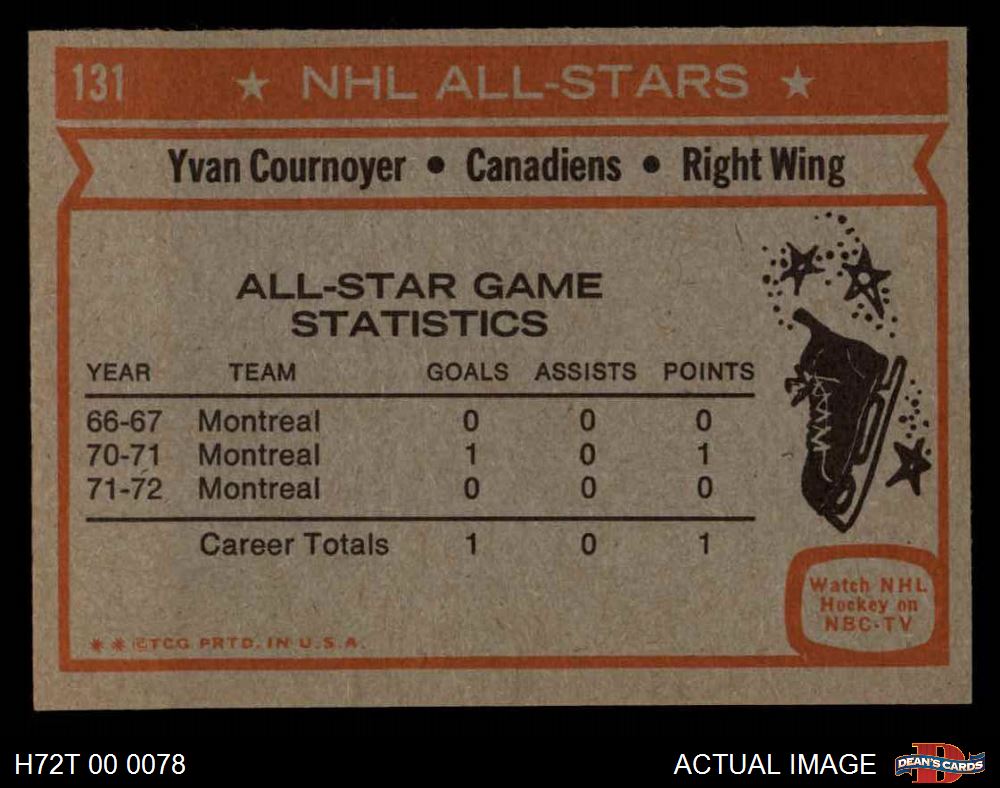 131 ★ NHL ALL-STARS ★
Yvan Cournoyer • Canadiens • Right Wing
ALL-STAR GAME
STATISTICS
YEAR TEAM GOALS ASSISTS POINTS
66-67 Montreal 0 0 0
70-71 Montreal 1 0 1
71-72 Montreal 0 0 0
Career Totals 1 0 1
Watch NHL
Hockey on
NBC-TV
* * ©TCG PRTD. IN U.S.A.
H72T 00 0078 ACTUAL IMAGE
D
DEAN'S CARDS